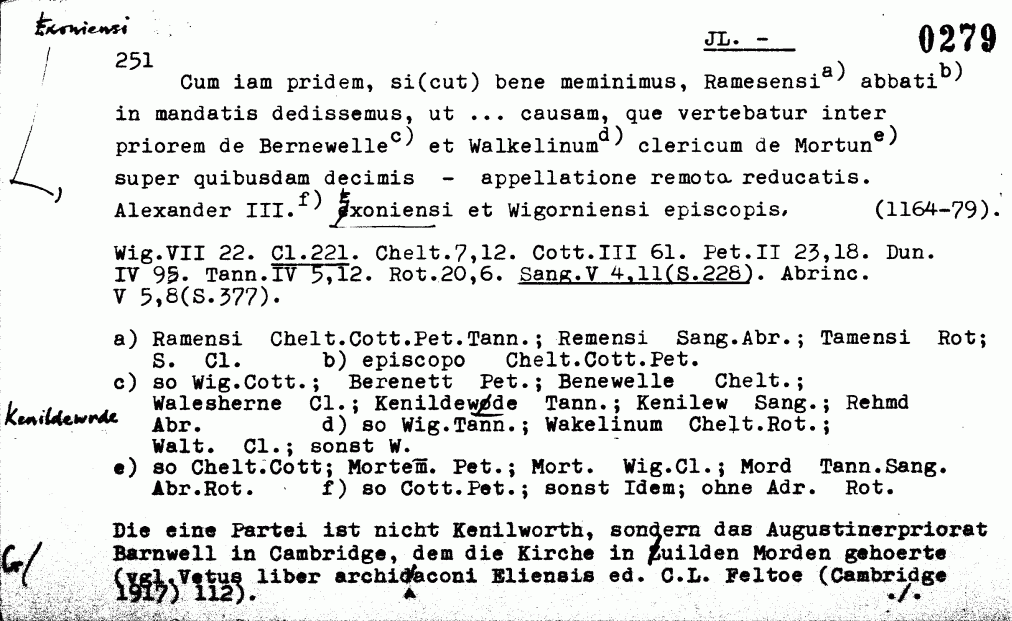 Exoniensi
JL. -
0279
251
Cum iam pridem, si(cut) bene meminimus, Ramesensi a) abbati b)
in mandatis dedissemus, ut ... causam, que vertebatur inter
priorem de Bernewelle c) et Walkelinum d) clericum de Mortun e)
super quibusdam decimis - appellatione remota reducatis.
Alexander III. f) Exoniensi et Wigorniensi episcopis. (1164-79).
Wig.VII 22. Cl.221. Chelt.7,12. Cott.III 61. Pet.II 23,18. Dun.
IV 95. Tann.IV 5,12. Rot.20,6. Sang.V 4,11(S.228). Abrinc.
V 5,8(S.377).
a) Ramensi Chelt.Cott.Pet.Tann.; Remensi Sang.Abr.; Tamensi Rot;
S. Cl. b) episcopo Chelt.Cott.Pet.
c) so Wig.Cott.; Berenett Pet.; Benewelle Chelt.;
Walesherne Cl.; Kenildewøde Tann.; Kenilew Sang.; Rehmd
Kenildewrde
Abr. d) so Wig.Tann.; Wakelinum Chelt.Rot.;
Walt. Cl.; sonst W.
e) so Chelt.Cott; Mortem̅. Pet.; Mort. Wig.Cl.; Mord Tann.Sang.
Abr.Rot. f) so Cott.Pet.; sonst Idem; ohne Adr. Rot.
Die eine Partei ist nicht Kenilworth, sondern das Augustinerpriorat
G/
Barnwell in Cambridge, dem die Kirche in Guilden Morden gehoerte
(vgl.Vetus liber archidaconi Eliensis ed. C.L. Feltoe (Cambridge
1917) 112). ./.